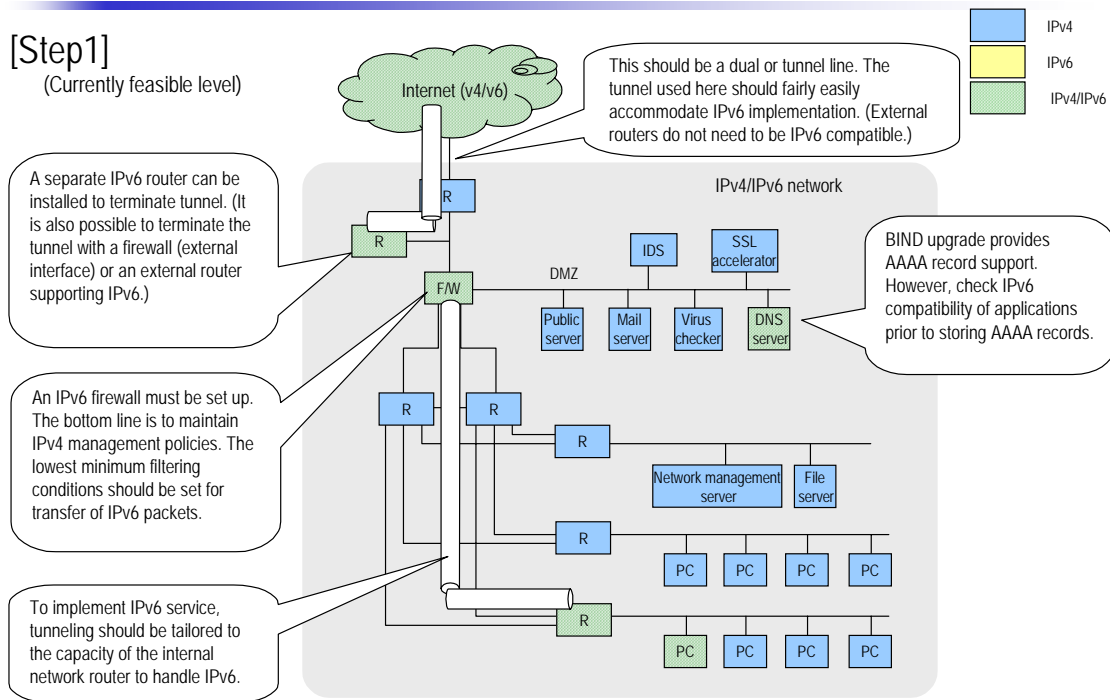 [Step1]
(Currently feasible level)
IPv4
IPv6
IPv4/IPv6
Internet (v4/v6)
This should be a dual or tunnel line. The
tunnel used here should fairly easily
accommodate IPv6 implementation. (External
routers do not need to be IPv6 compatible.)
A separate IPv6 router can be
installed to terminate tunnel. (It
is also possible to terminate the
tunnel with a firewall (external
interface) or an external router
supporting IPv6.)
IPv4/IPv6 network
R
R
F/W
DMZ
IDS
SSL
accelerator
Public
server
Mail
server
Virus
checker
DNS
server
BIND upgrade provides
AAAA record support.
However, check IPv6
compatibility of applications
prior to storing AAAA records.
An IPv6 firewall must be set up.
The bottom line is to maintain
IPv4 management policies. The
lowest minimum filtering
conditions should be set for
transfer of IPv6 packets.
R
R
R
Network management
server
File
server
R
PC
PC
PC
PC
To implement IPv6 service,
tunneling should be tailored to
the capacity of the internal
network router to handle IPv6.
R
PC
PC
PC
PC